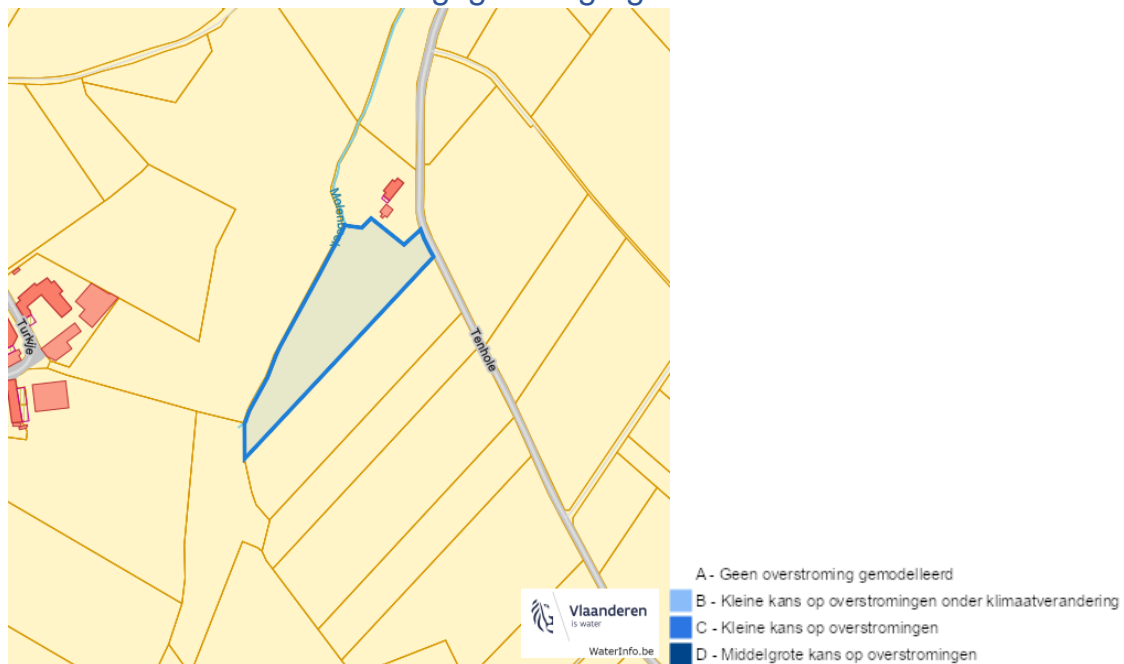 Molenbeek
Turkije
Tenhole
Vlaanderen
is water
WaterInfo.be
A - Geen overstroming gemodelleerd
B - Kleine kans op overstromingen onder klimaatverandering
C - Kleine kans op overstromingen
D - Middelgrote kans op overstromingen